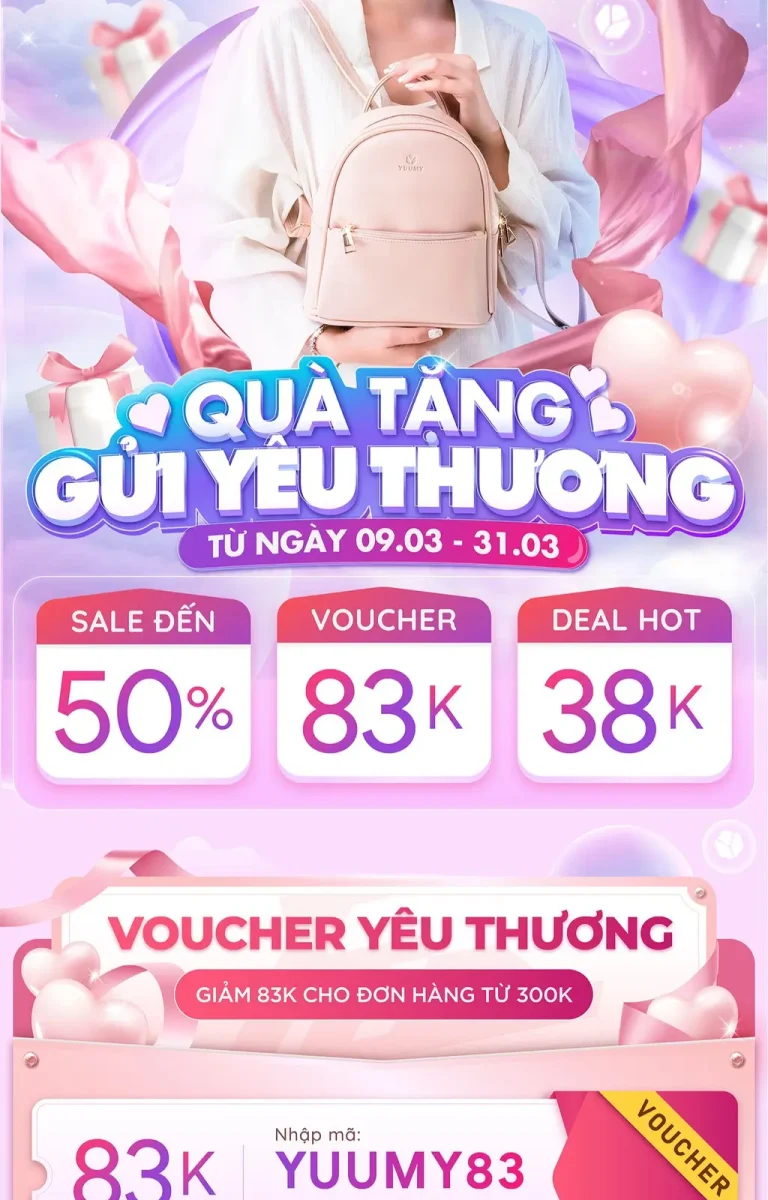 YUUMY
QUÀ TẶNG
GỬI YÊU THƯƠNG
TỪ NGÀY 09.03 - 31.03
SALE ĐẾN
50%
VOUCHER
83K
DEAL HOT
38K
VOUCHER YÊU THƯƠNG
GIẢM 83K CHO ĐƠN HÀNG TỪ 300K
83K
Nhập mã:
YUUMY83
VOUCHER